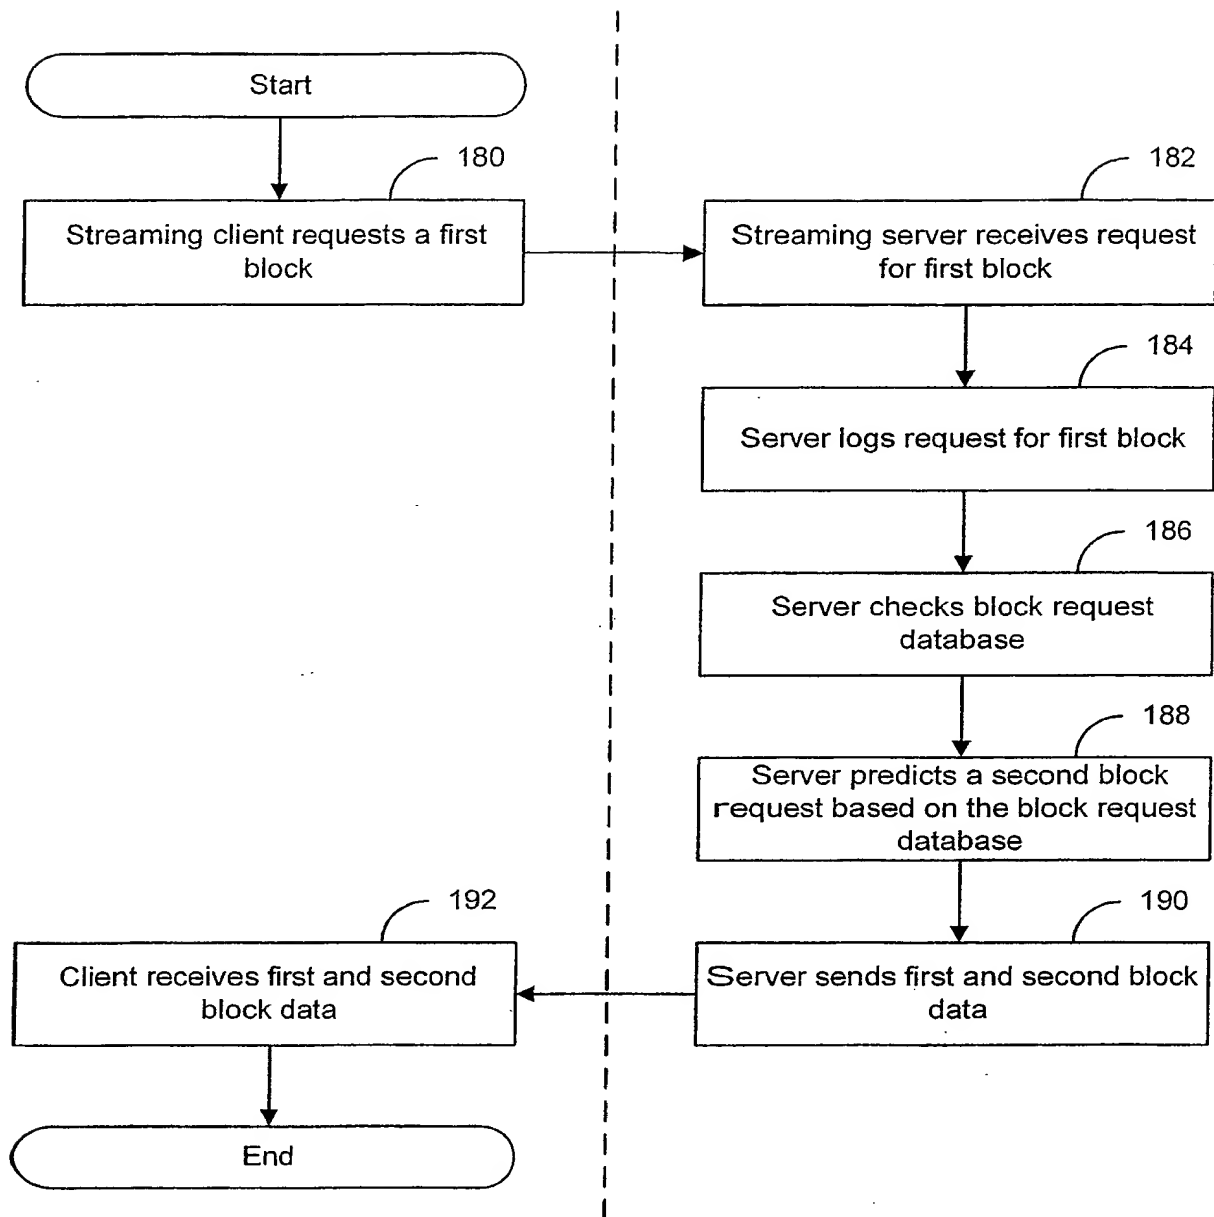 Start
180
Streaming client requests a first
block
182
Streaming server receives request
for first block
184
Server logs request for first block
186
Server checks block request
database
188
Server predicts a second block
request based on the block request
database
190
Server sends first and second block
data
192
Client receives first and second
block data
End